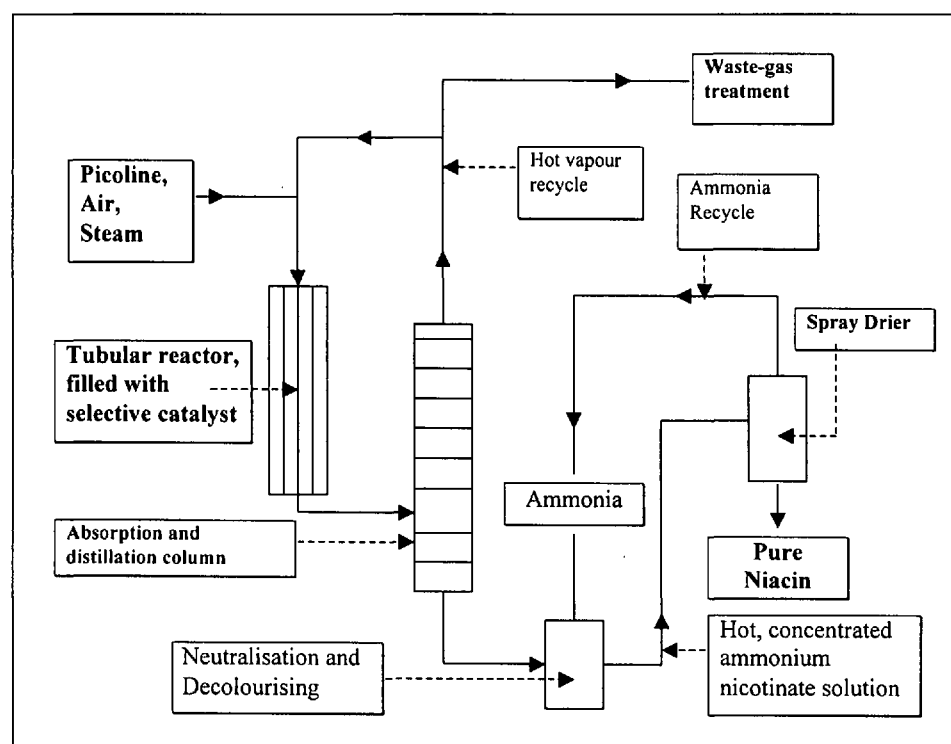 Waste-gas
treatment
Picoline,
Air,
Steam
Hot vapour
recycle
Ammonia
Recycle
Spray Drier
Tubular reactor,
filled with
selective catalyst
Ammonia
Absorption and
distillation column
Pure
Niacin
Neutralisation and
Decolourising
Hot, concentrated
ammonium
nicotinate solution